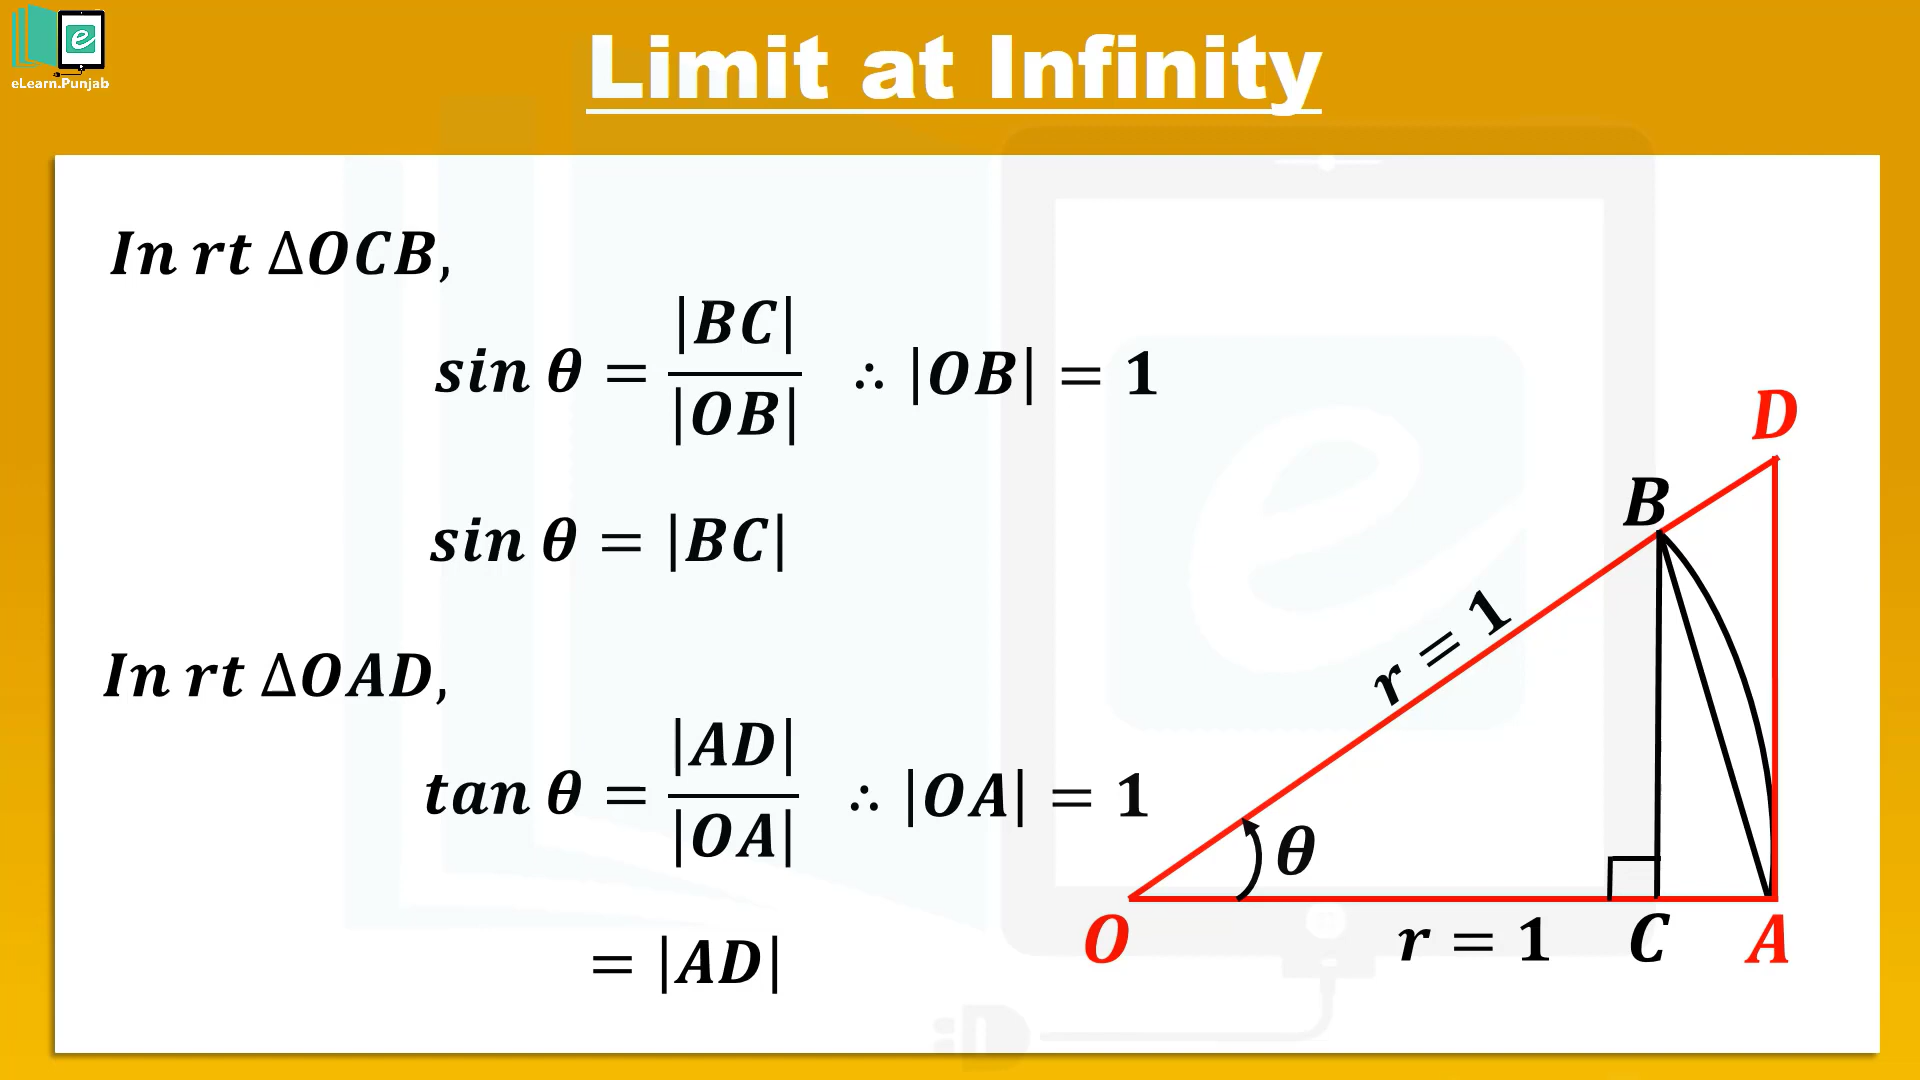 eLearn.Punjab
Limit at Infinity
In rt ΔOCB,
sin θ = |BC| / |OB| ∴ |OB| = 1
sin θ = |BC|
In rt ΔOAD,
tan θ = |AD| / |OA| ∴ |OA| = 1
= |AD|
D
B
r = 1
θ
O
r = 1
C
A